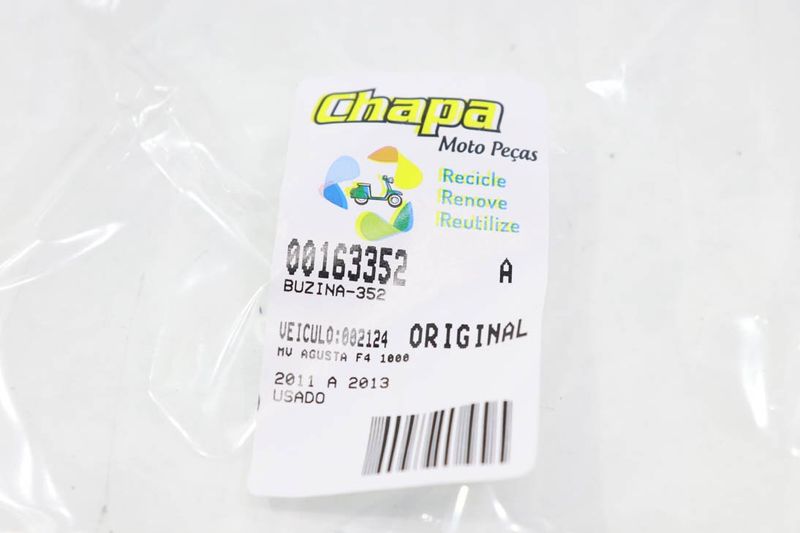 Chapa
Moto Peças
Recicle
Renove
Reutilize
00163352 A
BUZINA-352
VEICULO:002124 ORIGINAL
MV AGUSTA F4 1000
2011 A 2013
USADO